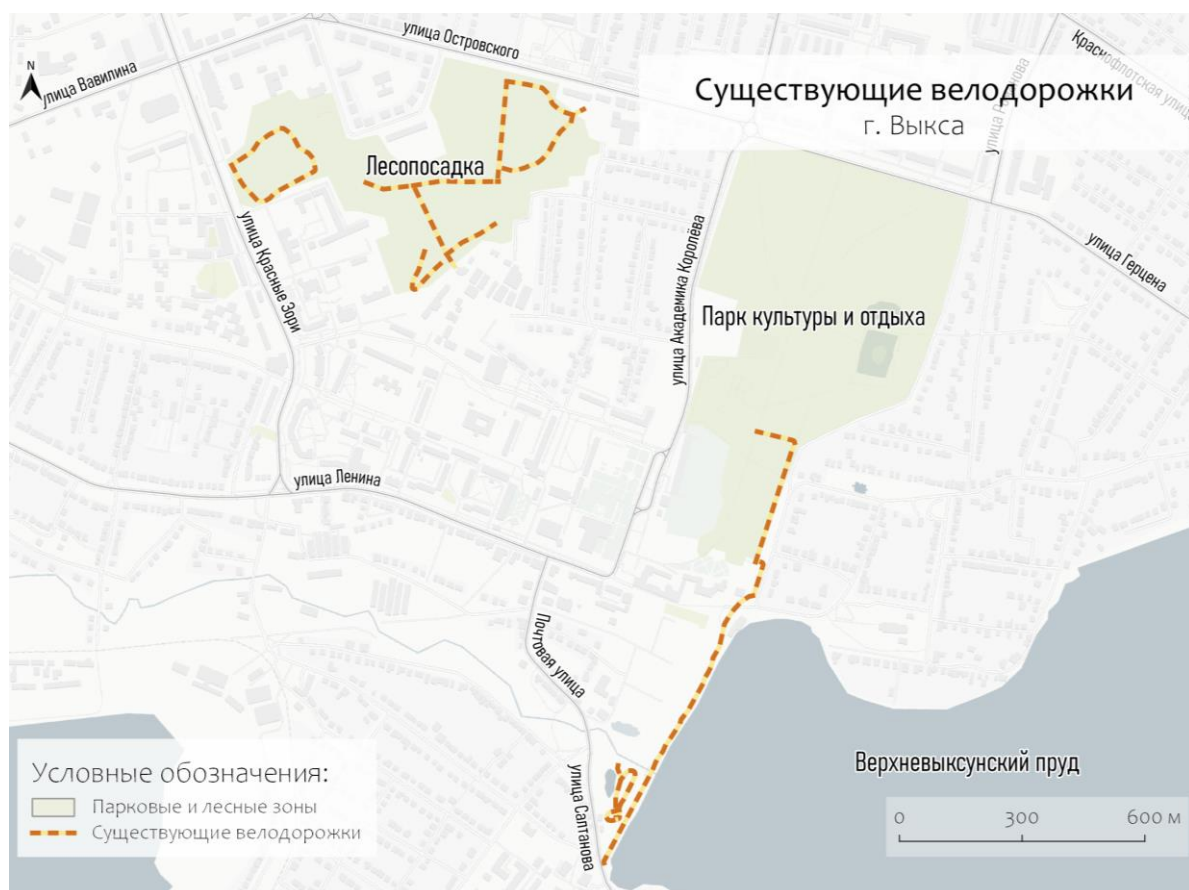 улица Островского
Существующие велодорожки
г. Выкса
Краснофлотская улица
N
улица Вавилина
Лесопосадка
улица Красные Зори
улица Академика Королёва
улица Герцена
Парк культуры и отдыха
улица Ленина
Почтовая улица
улица Салтанова
Верхневыксунский пруд
Условные обозначения:
Парковые и лесные зоны
Существующие велодорожки
0 300 600 м